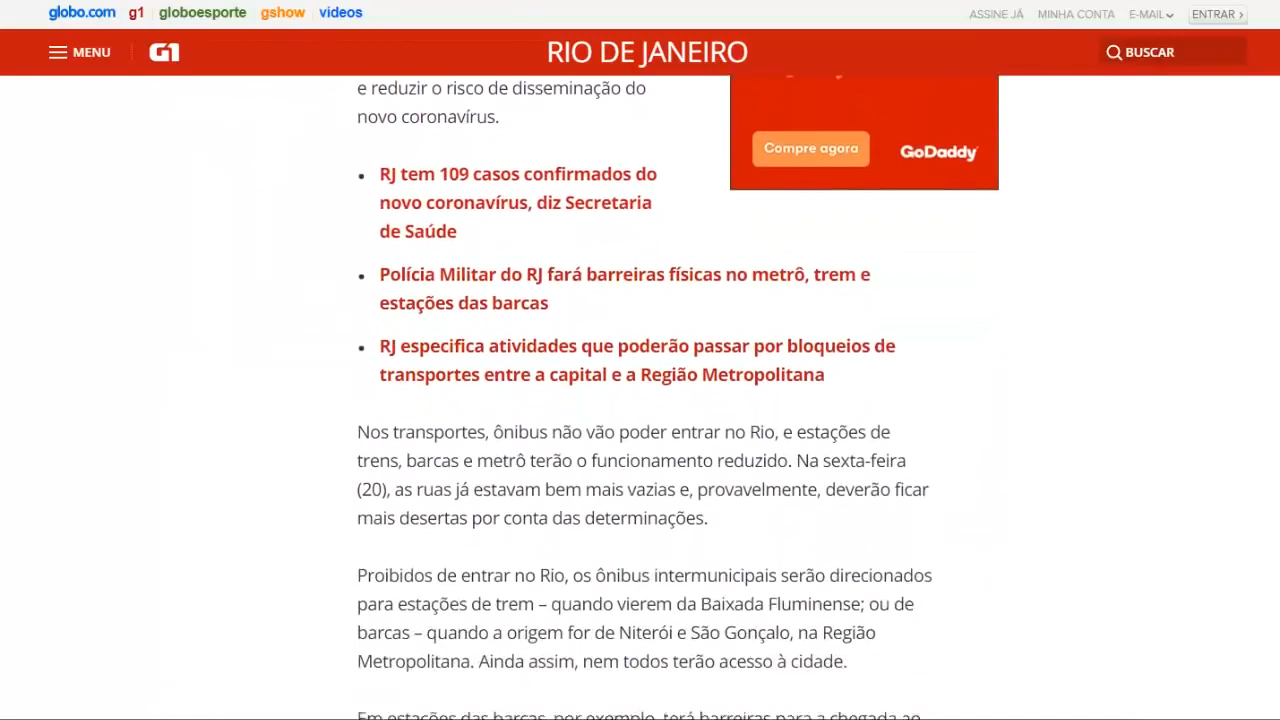 globo.com g1 globoesporte gshow videos ASSINE JÁ MINHA CONTA E-MAIL ENTRAR ›
MENU G1 RIO DE JANEIRO BUSCAR
e reduzir o risco de disseminação do
novo coronavírus.
Compre agora GoDaddy
• RJ tem 109 casos confirmados do
novo coronavírus, diz Secretaria
de Saúde
• Polícia Militar do RJ fará barreiras físicas no metrô, trem e
estações das barcas
• RJ especifica atividades que poderão passar por bloqueios de
transportes entre a capital e a Região Metropolitana
Nos transportes, ônibus não vão poder entrar no Rio, e estações de
trens, barcas e metrô terão o funcionamento reduzido. Na sexta-feira
(20), as ruas já estavam bem mais vazias e, provavelmente, deverão ficar
mais desertas por conta das determinações.
Proibidos de entrar no Rio, os ônibus intermunicipais serão direcionados
para estações de trem – quando vierem da Baixada Fluminense; ou de
barcas – quando a origem for de Niterói e São Gonçalo, na Região
Metropolitana. Ainda assim, nem todos terão acesso à cidade.
Em estações das barcas, por exemplo, terá barreiras para a chegada ao